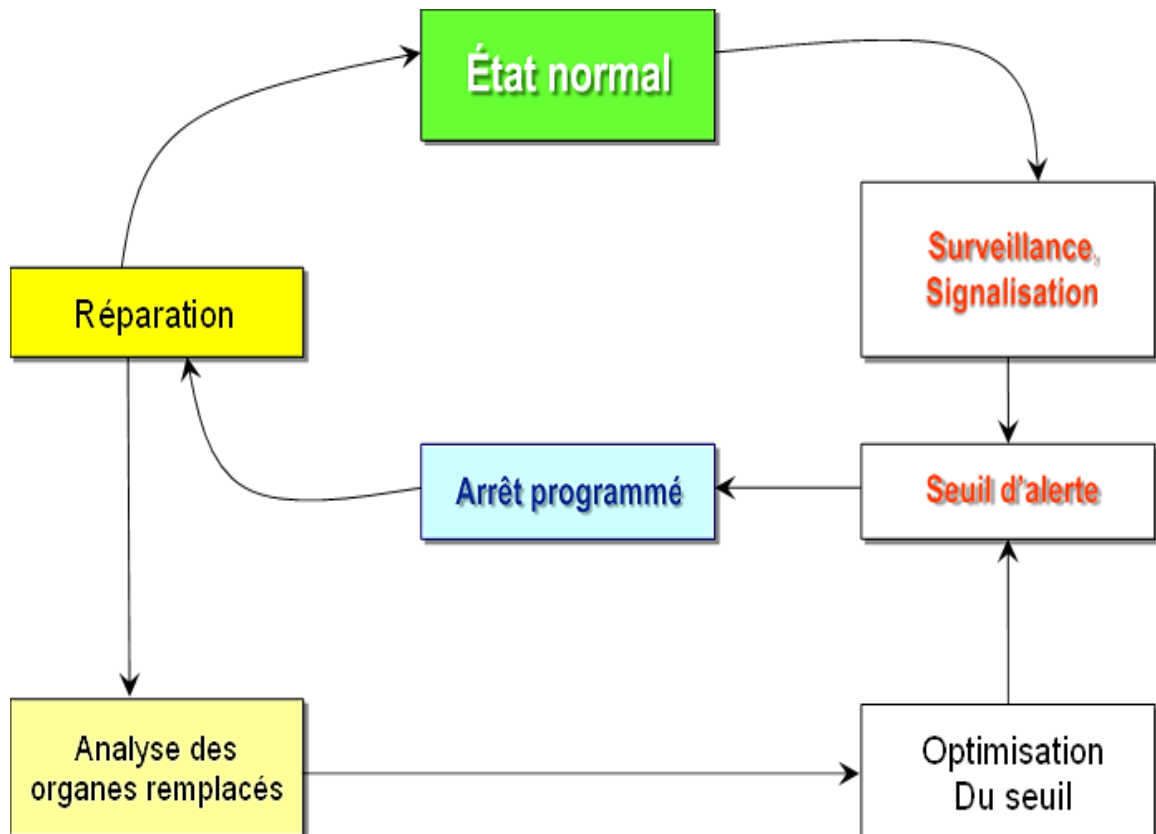 État normal
Surveillance,
Signalisation
Réparation
Arrêt programmé
Seuil d'alerte
Analyse des
organes remplacés
Optimisation
Du seuil